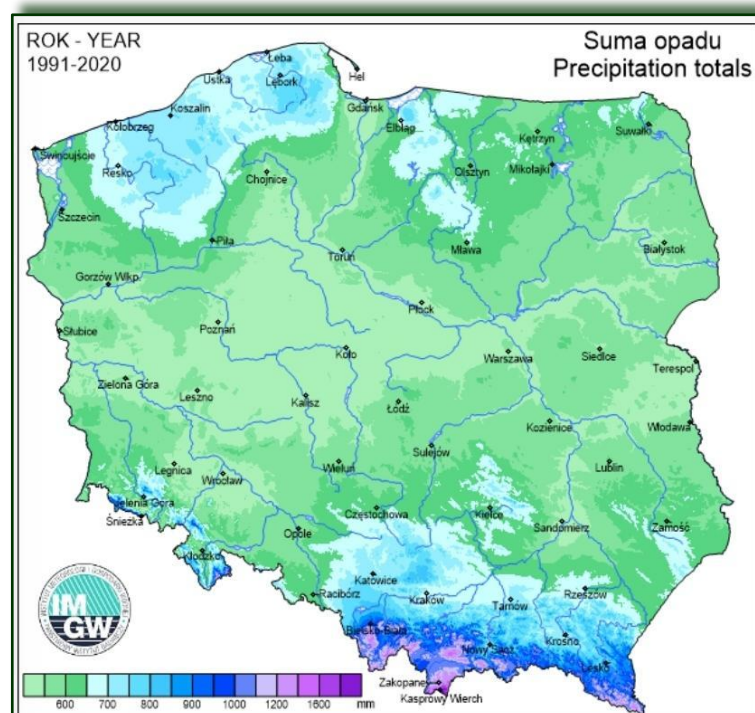 ROK - YEAR
1991-2020
Suma opadu
Precipitation totals
Łeba
Hel
Ustka
Lębork
Gdańsk
Koszalin
Kołobrzeg
Elbląg
Kętrzyn
Suwałki
Świnoujście
Resko
Chojnice
Olsztyn
Mikołajki
Szczecin
Piła
Mława
Białystok
Toruń
Gorzów Wlkp.
Płock
Słubice
Poznań
Koło
Warszawa
Siedlce
Terespol
Zielona Góra
Leszno
Kalisz
Łódź
Kozienice
Włodawa
Sulejów
Legnica
Wrocław
Wieluń
Lublin
Jelenia Góra
Śnieżka
Częstochowa
Kielce
Sandomierz
Zamość
Opole
Kłodzko
Katowice
Racibórz
Kraków
Tarnów
Rzeszów
Bielsko-Biała
Nowy Sącz
Krosno
Lesko
Zakopane
Kasprowy Wierch
IM
GW
600 700 800 900 1000 1200 1600 mm